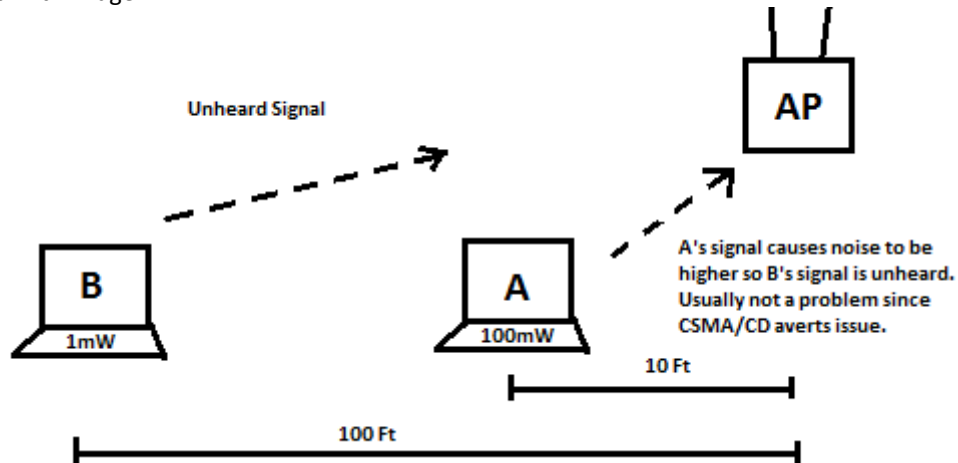 AP
Unheard Signal
A's signal causes noise to be
higher so B's signal is unheard.
Usually not a problem since
CSMA/CD averts issue.
B
1mW
A
100mW
10 Ft
100 Ft